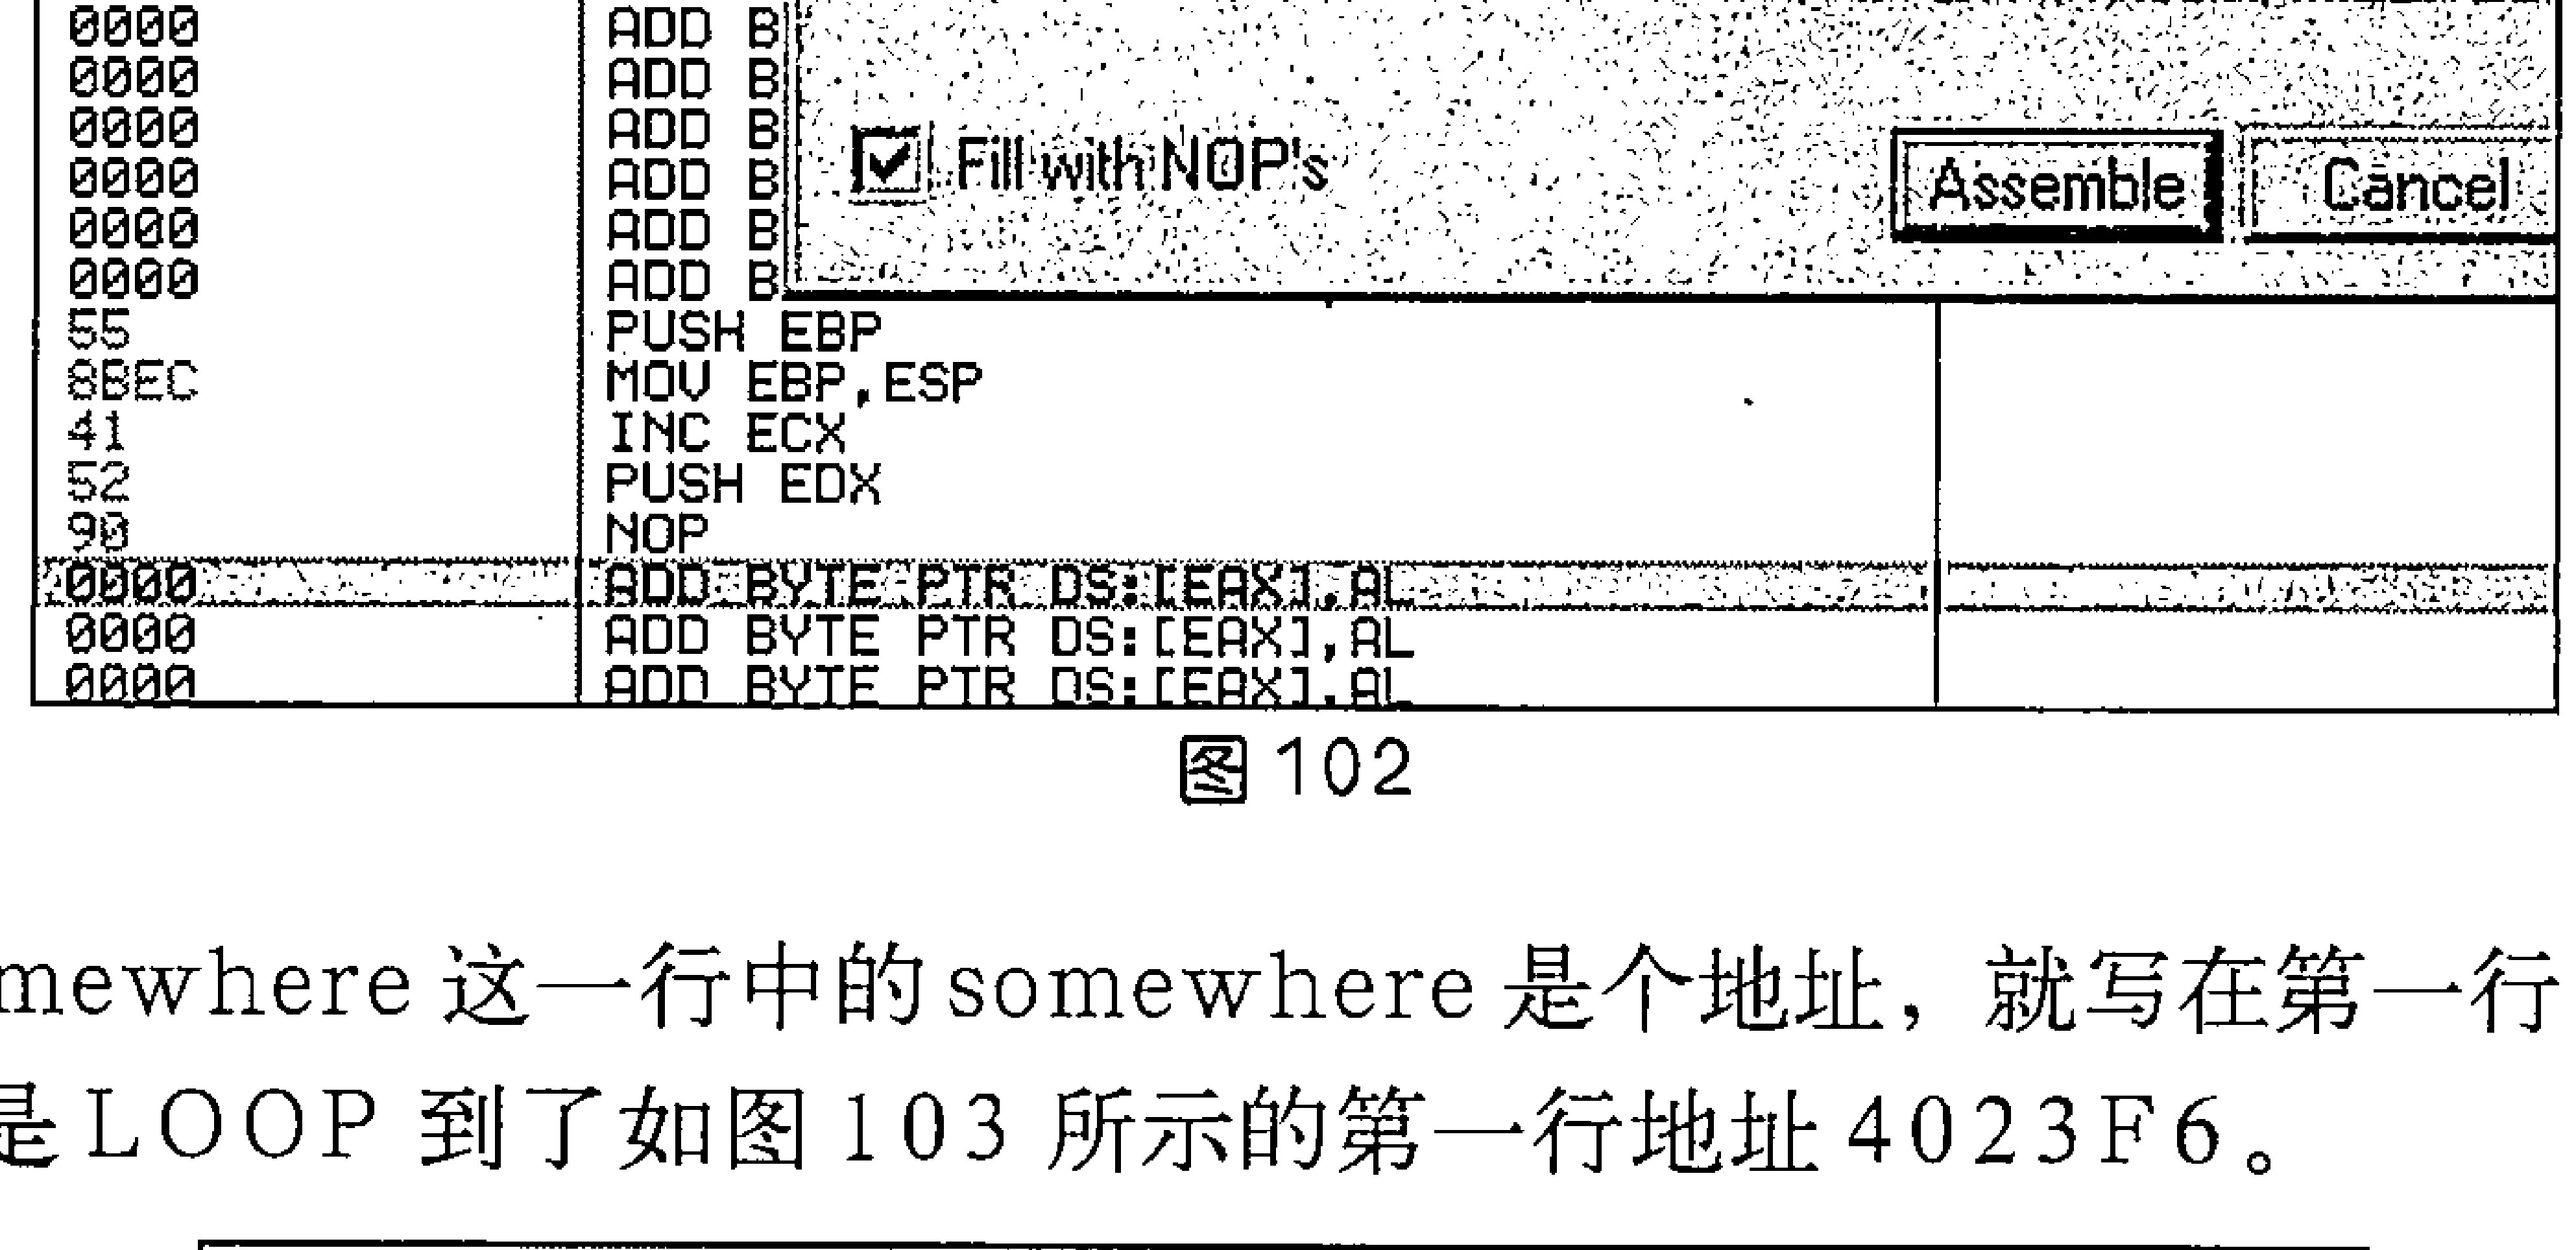 0000 ADD B
0000 ADD B
0000 ADD B
0000 ADD B
0000 ADD B
0000 ADD B
Fill with NOP's Assemble Cancel
55 PUSH EBP
8BEC MOV EBP,ESP
41 INC ECX
52 PUSH EDX
90 NOP
0000 ADD BYTE PTR DS:[EAX],AL
0000 ADD BYTE PTR DS:[EAX],AL
0000 ADD BYTE PTR DS:[EAX],AL
图 102
mewhere 这一行中的 somewhere 是个地址，就写在第一行
是 LOOP 到了如图 103 所示的第一行地址 4023F6。